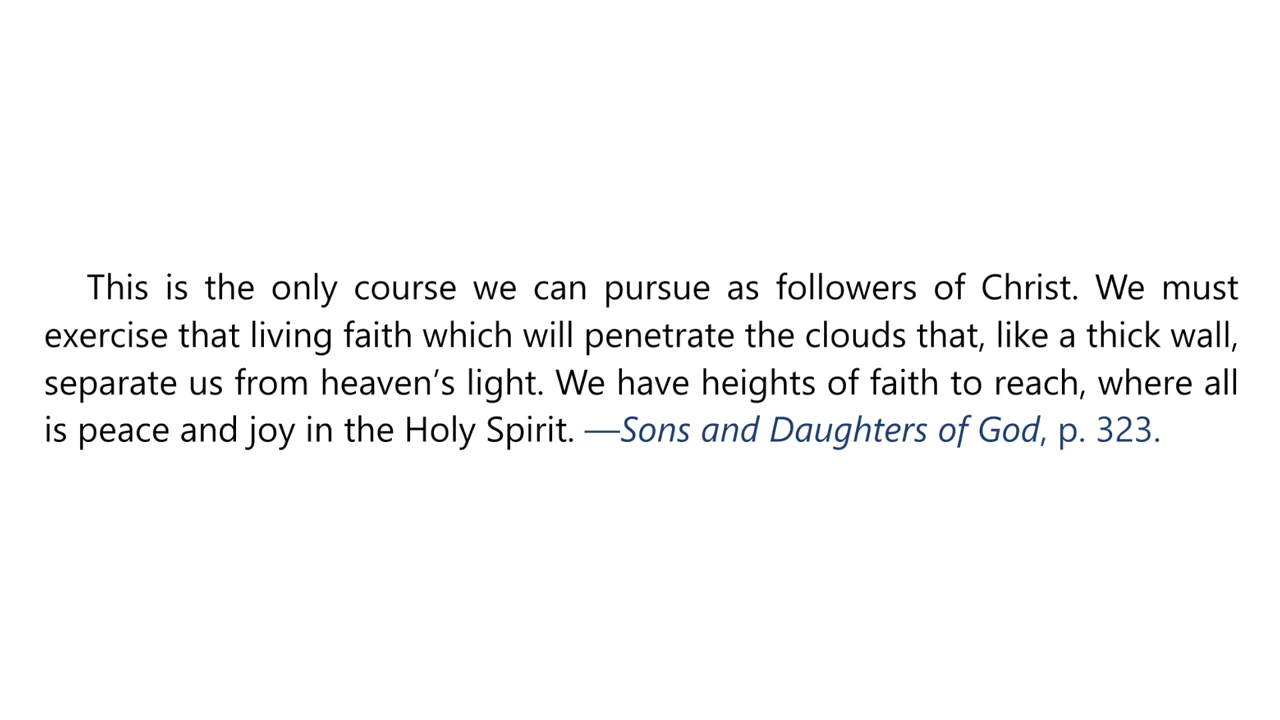 This is the only course we can pursue as followers of Christ. We must
exercise that living faith which will penetrate the clouds that, like a thick wall,
separate us from heaven’s light. We have heights of faith to reach, where all
is peace and joy in the Holy Spirit. —Sons and Daughters of God, p. 323.